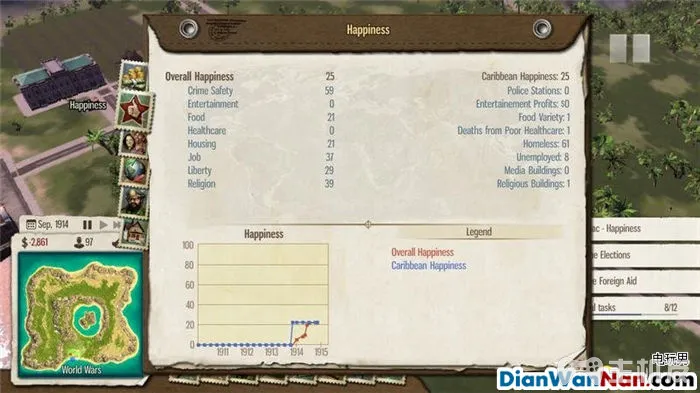 Happiness
Overall Happiness 25
Crime Safety 59
Entertainment 0
Food 21
Healthcare 0
Housing 21
Job 37
Liberty 29
Religion 39
Caribbean Happiness: 25
Police Stations: 0
Entertainement Profits: $0
Food Variety: 1
Deaths from Poor Healthcare: 1
Homeless: 61
Unemployed: 8
Media Buildings: 0
Religious Buildings: 1
Happiness
Sep, 1914
$ -2,861 97
World Wars
Happiness
100
80
60
40
20
0
1911 1912 1913 1914 1915
Legend
Overall Happiness
Caribbean Happiness
ac - Happiness
e Elections
e Foreign Aid
d tasks 8/12
电玩男
DianWanNan.com